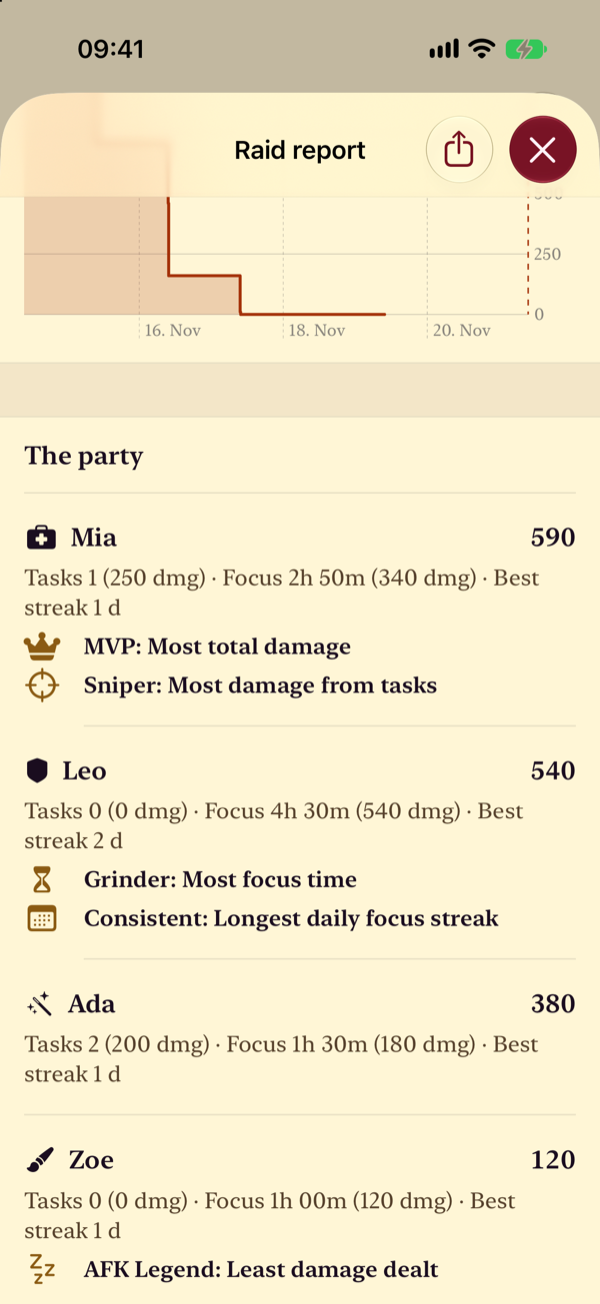 09:41
Raid report
250
0
16. Nov
18. Nov
20. Nov
The party
Mia
590
Tasks 1 (250 dmg) · Focus 2h 50m (340 dmg) · Best
streak 1 d
MVP: Most total damage
Sniper: Most damage from tasks
Leo
540
Tasks 0 (0 dmg) · Focus 4h 30m (540 dmg) · Best
streak 2 d
Grinder: Most focus time
Consistent: Longest daily focus streak
Ada
380
Tasks 2 (200 dmg) · Focus 1h 30m (180 dmg) · Best
streak 1 d
Zoe
120
Tasks 0 (0 dmg) · Focus 1h 00m (120 dmg) · Best
streak 1 d
AFK Legend: Least damage dealt